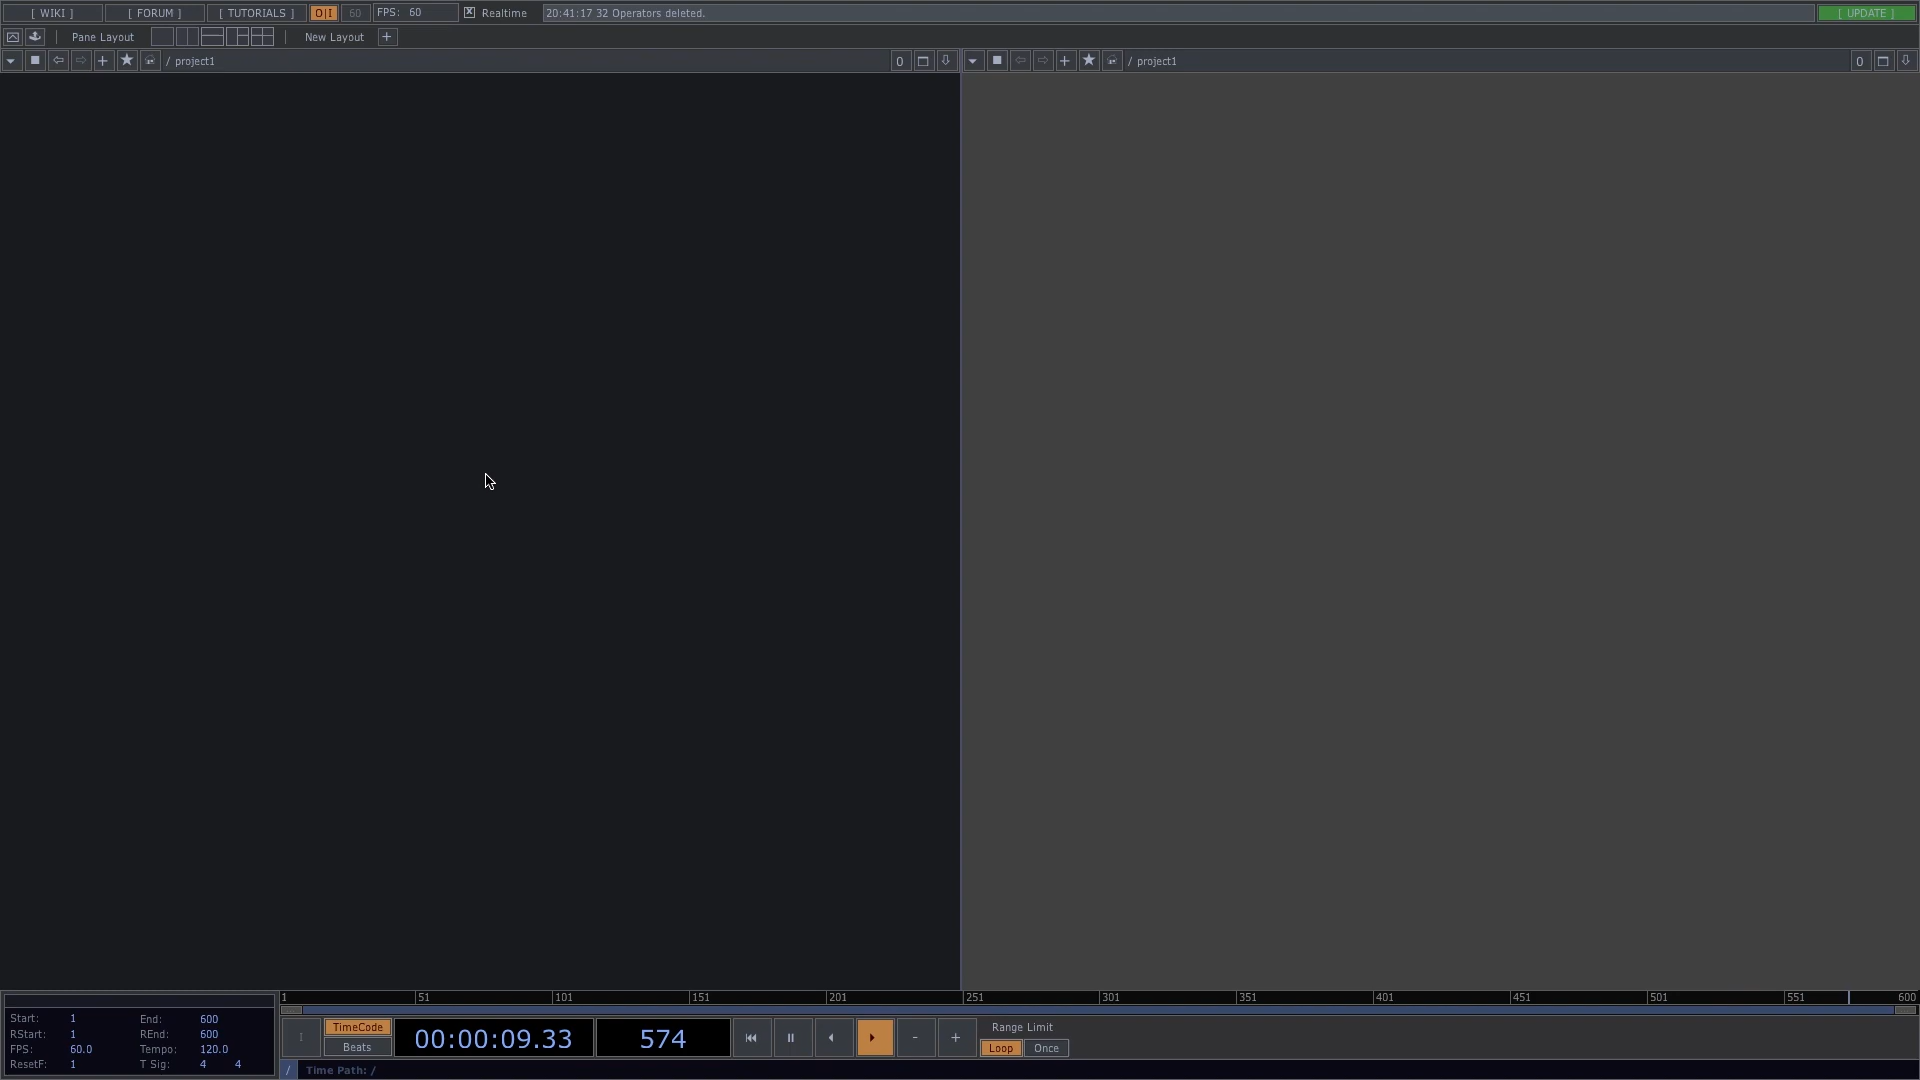 [ WIKI ] [ FORUM ] [ TUTORIALS ] O|I 60 FPS: 60 Realtime 20:41:17 32 Operators deleted. [ UPDATE ]
Pane Layout New Layout +
/ project1 0 / project1 0
1 51 101 151 201 251 301 351 401 451 501 551 600
Start: 1 End: 600
RStart: 1 REnd: 600
FPS: 60.0 Tempo: 120.0
ResetF: 1 T Sig: 4 4
TimeCode
Beats
00:00:09.33 574
- +
Range Limit
Loop Once
/ Time Path: /